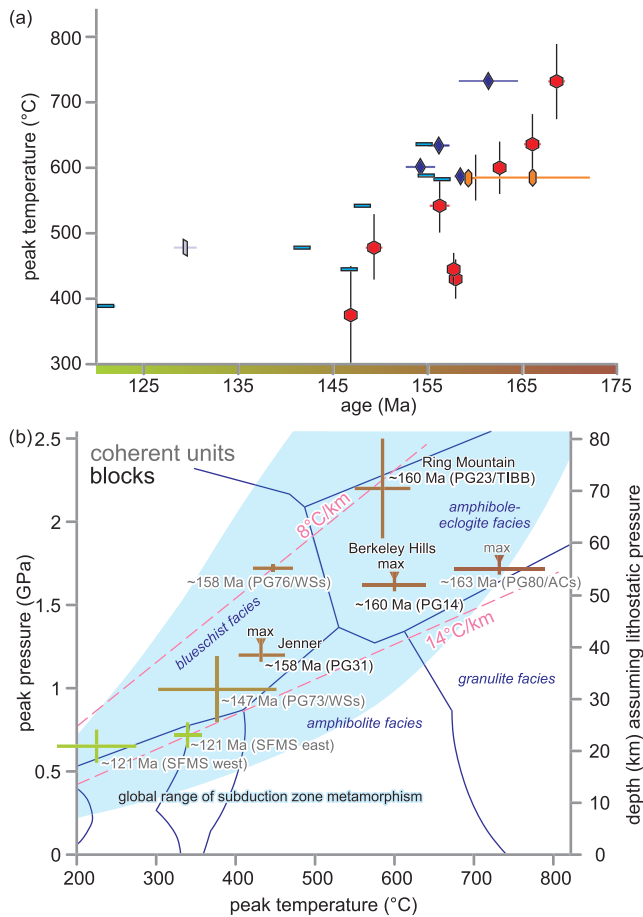 (a)
800
700
600
500
400
300
peak temperature (°C)
125
135
145
155
165
175
age (Ma)
(b)
2.5
2
1.5
1
0.5
0
peak pressure (GPa)
coherent units
blocks
Ring Mountain
~160 Ma (PG23/TIBB)
8°C/km
amphibole-
eclogite facies
Berkeley Hills
max
max
~158 Ma (PG76/WSs)
~163 Ma (PG80/ACs)
~160 Ma (PG14)
blueschist facies
14°C/km
max
Jenner
~158 Ma (PG31)
granulite facies
~147 Ma (PG73/WSs)
amphibolite facies
~121 Ma (SFMS east)
~121 Ma (SFMS west)
global range of subduction zone metamorphism
80
70
60
50
40
30
20
10
0
depth (km) assuming lithostatic pressure
200
300
400
500
600
700
800
peak temperature (°C)